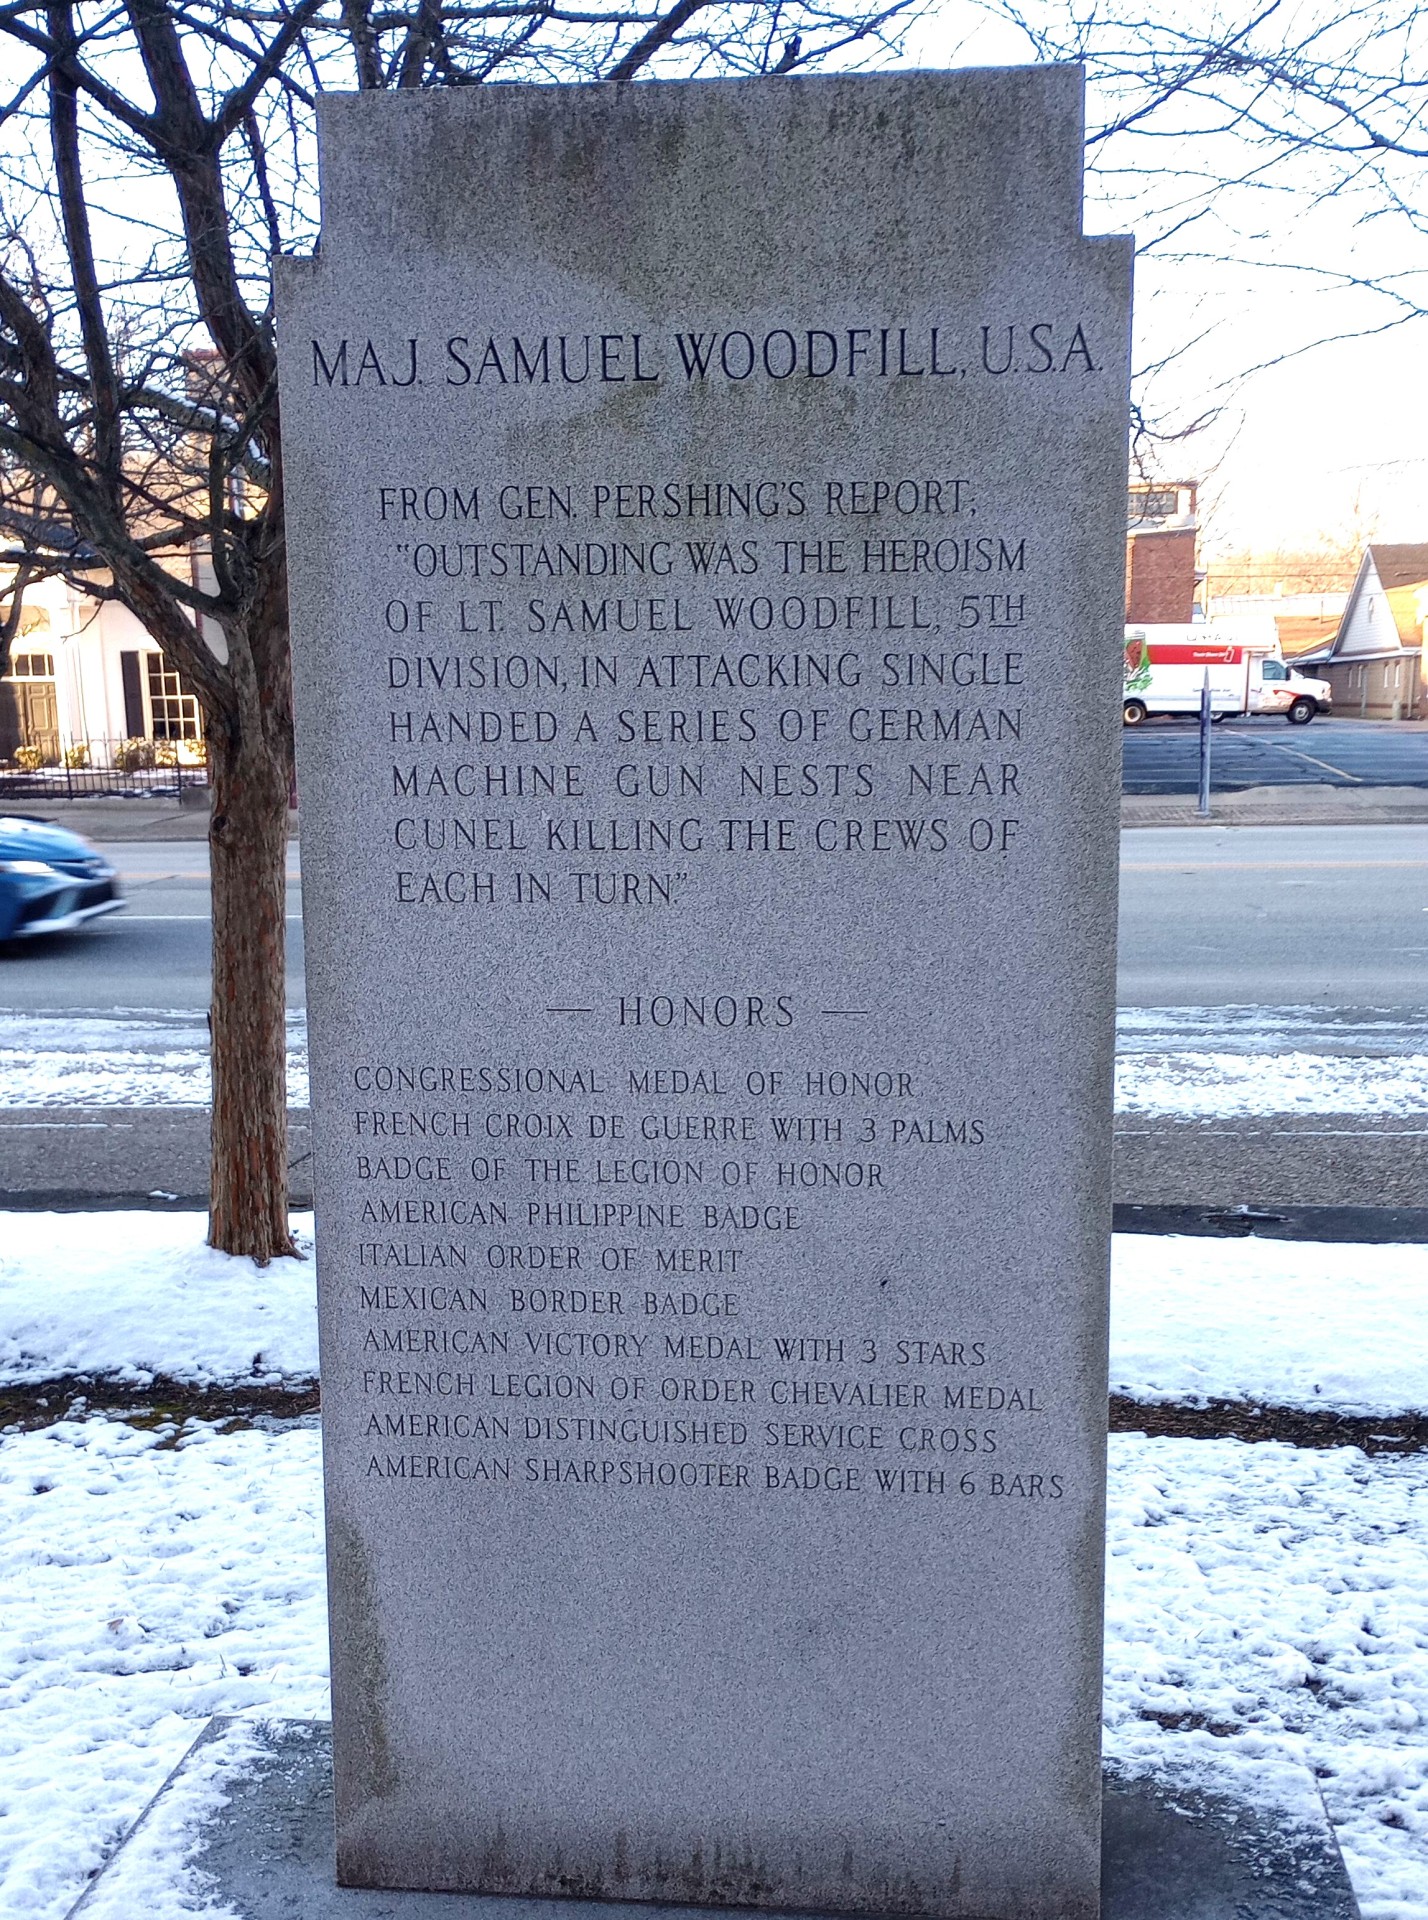 MAJ. SAMUEL WOODFILL, U.S.A.
FROM GEN. PERSHING'S REPORT,
"OUTSTANDING WAS THE HEROISM
OF LT. SAMUEL WOODFILL, 5TH
DIVISION, IN ATTACKING SINGLE
HANDED A SERIES OF GERMAN
MACHINE GUN NESTS NEAR
CUNEL KILLING THE CREWS OF
EACH IN TURN."
— HONORS —
CONGRESSIONAL MEDAL OF HONOR
FRENCH CROIX DE GUERRE WITH 3 PALMS
BADGE OF THE LEGION OF HONOR
AMERICAN PHILIPPINE BADGE
ITALIAN ORDER OF MERIT
MEXICAN BORDER BADGE
AMERICAN VICTORY MEDAL WITH 3 STARS
FRENCH LEGION OF ORDER CHEVALIER MEDAL
AMERICAN DISTINGUISHED SERVICE CROSS
AMERICAN SHARPSHOOTER BADGE WITH 6 BARS